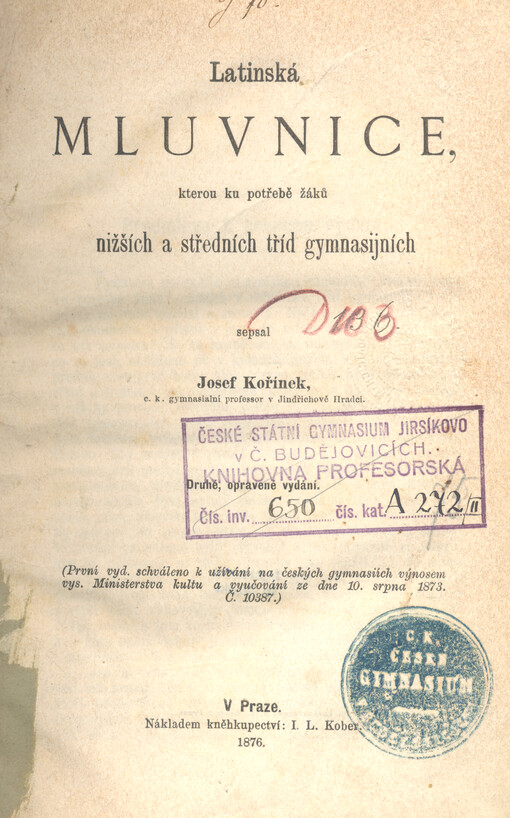 Latinská
MLUVNICE,
kterou ku potřebě žáků
nižších a středních tříd gymnasijních
sepsal
Josef Kořínek,
c. k. gymnasialní professor v Jindřichově Hradci.
ČESKÉ STÁTNÍ GYMNASIUM JIRSÍKOVO
V Č. BUDĚJOVICÍCH.
KNIHOVNA PROFESORSKÁ
Druhé, opravené vydání.
Čís. inv. 650 čís. kat. A 272/II
(První vyd. schváleno k užívání na českých gymnasiích výnosem
vys. Ministerstva kultu a vyučování ze dne 10. srpna 1873.
Č. 10387.)
C. K.
ČESKÉ
GYMNASIUM
V Praze.
Nákladem kněhkupectví: I. L. Kober.
1876.